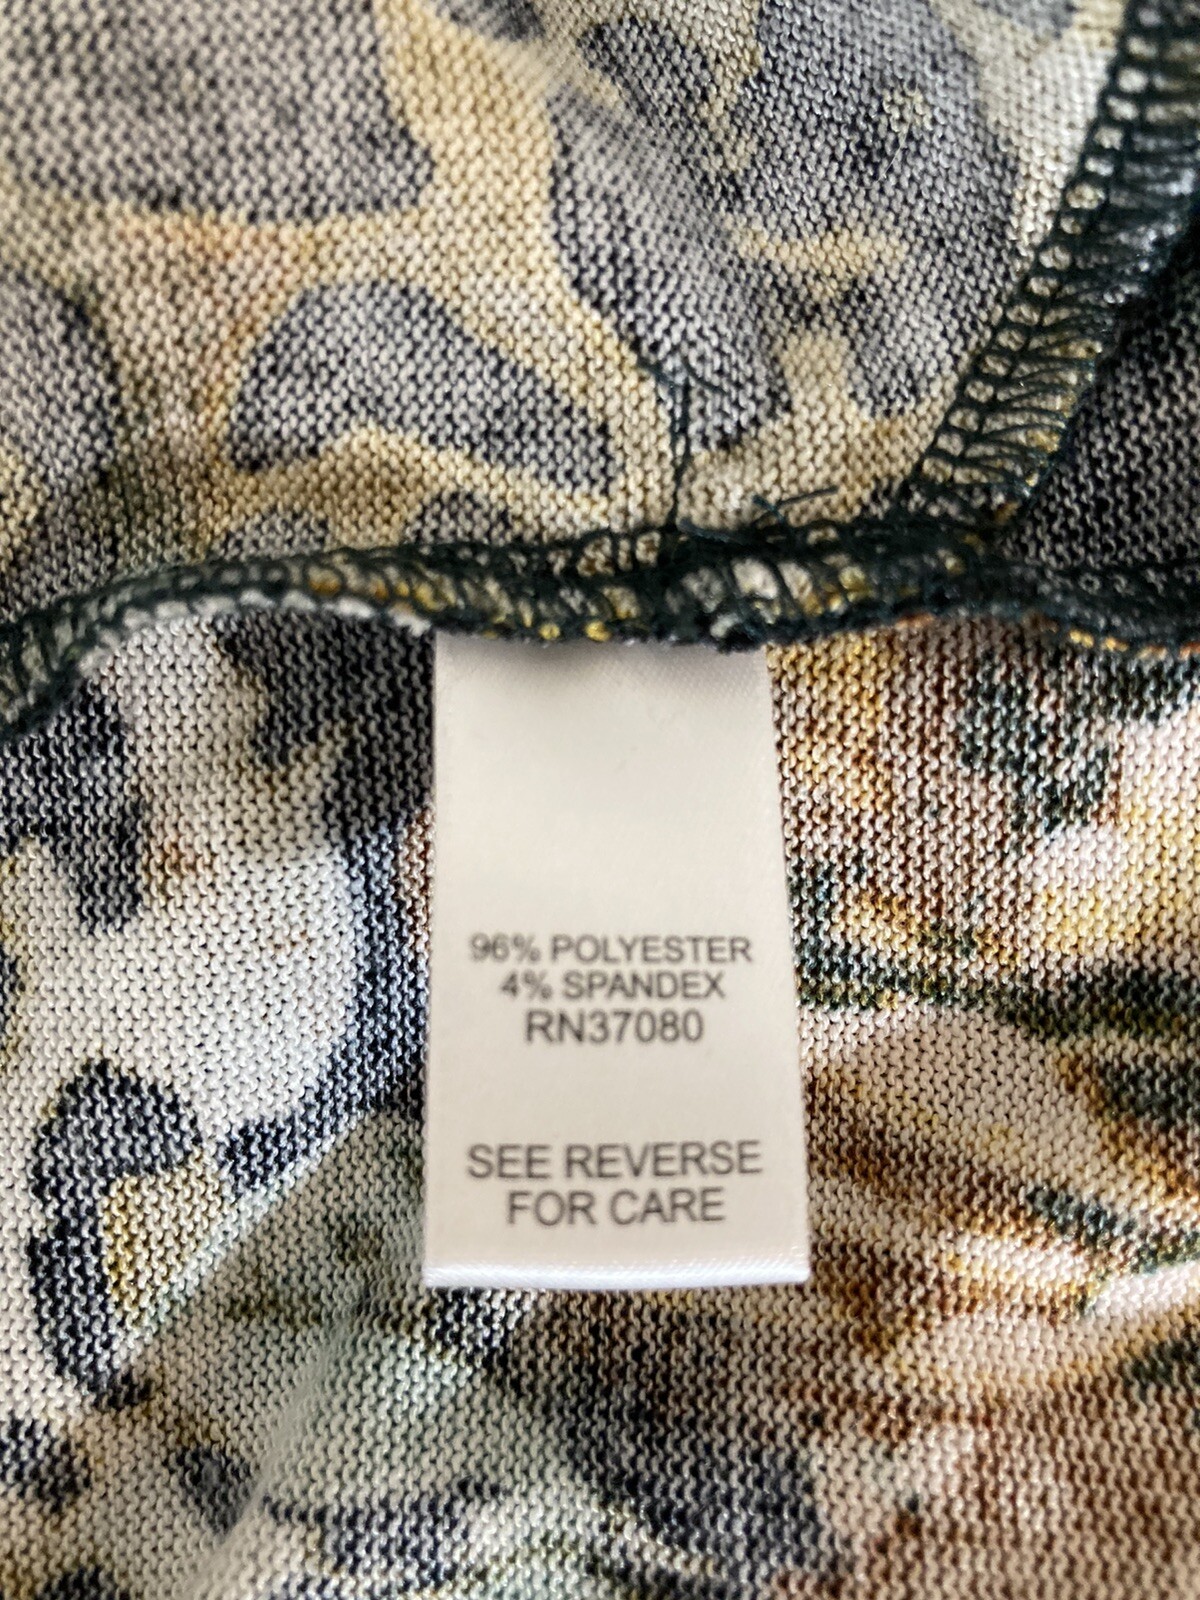 96% POLYESTER
4% SPANDEX
RN37080
SEE REVERSE
FOR CARE